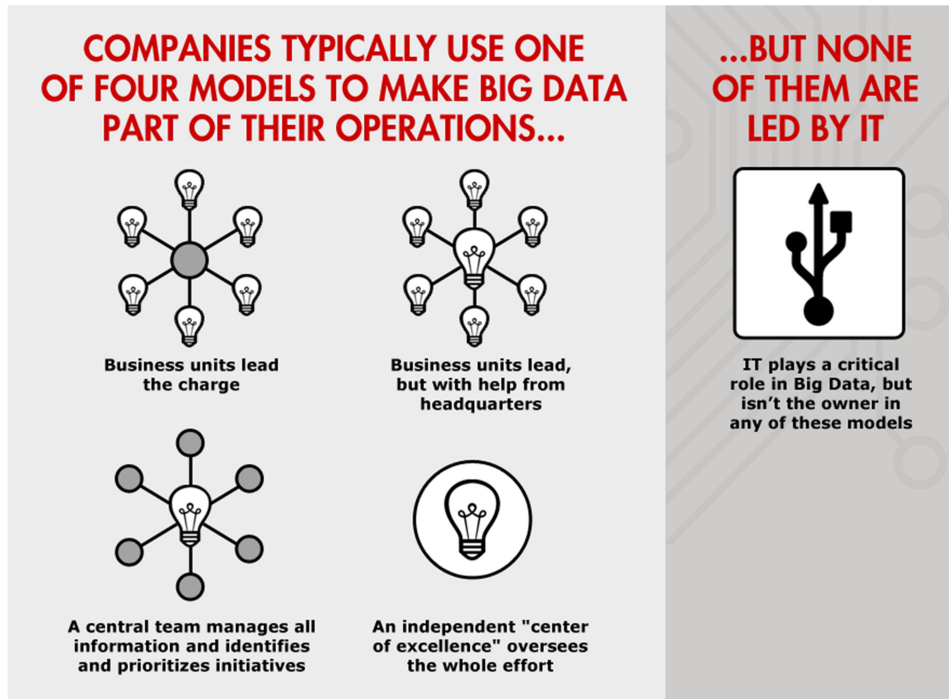 COMPANIES TYPICALLY USE ONE
OF FOUR MODELS TO MAKE BIG DATA
PART OF THEIR OPERATIONS...
Business units lead
the charge
Business units lead,
but with help from
headquarters
A central team manages all
information and identifies
and prioritizes initiatives
An independent "center
of excellence" oversees
the whole effort
...BUT NONE
OF THEM ARE
LED BY IT
IT plays a critical
role in Big Data, but
isn't the owner in
any of these models